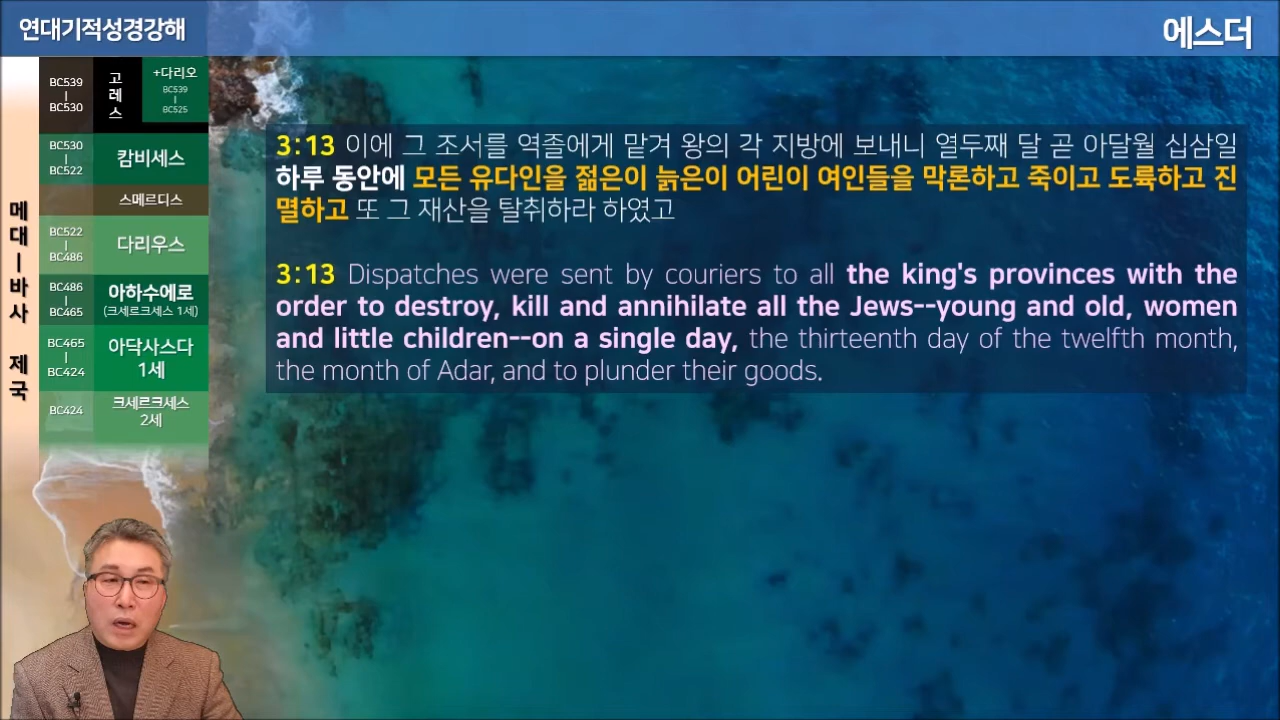 연대기적성경강해
에스더
메대ㅣ바사 제국
BC539
|
BC530
고
레
스
+다리오
BC539
|
BC525
BC530
|
BC522
캄비세스
스메르디스
BC522
|
BC486
다리우스
BC486
|
BC465
아하수에로
(크세르크세스 1세)
BC465
|
BC424
아닥사스다
1세
BC424
크세르크세스
2세
3:13 이에 그 조서를 역졸에게 맡겨 왕의 각 지방에 보내니 열두째 달 곧 아달월 십삼일
하루 동안에 모든 유다인을 젊은이 늙은이 어린이 여인들을 막론하고 죽이고 도륙하고 진
멸하고 또 그 재산을 탈취하라 하였고
3:13 Dispatches were sent by couriers to all the king's provinces with the
order to destroy, kill and annihilate all the Jews--young and old, women
and little children--on a single day, the thirteenth day of the twelfth month,
the month of Adar, and to plunder their goods.